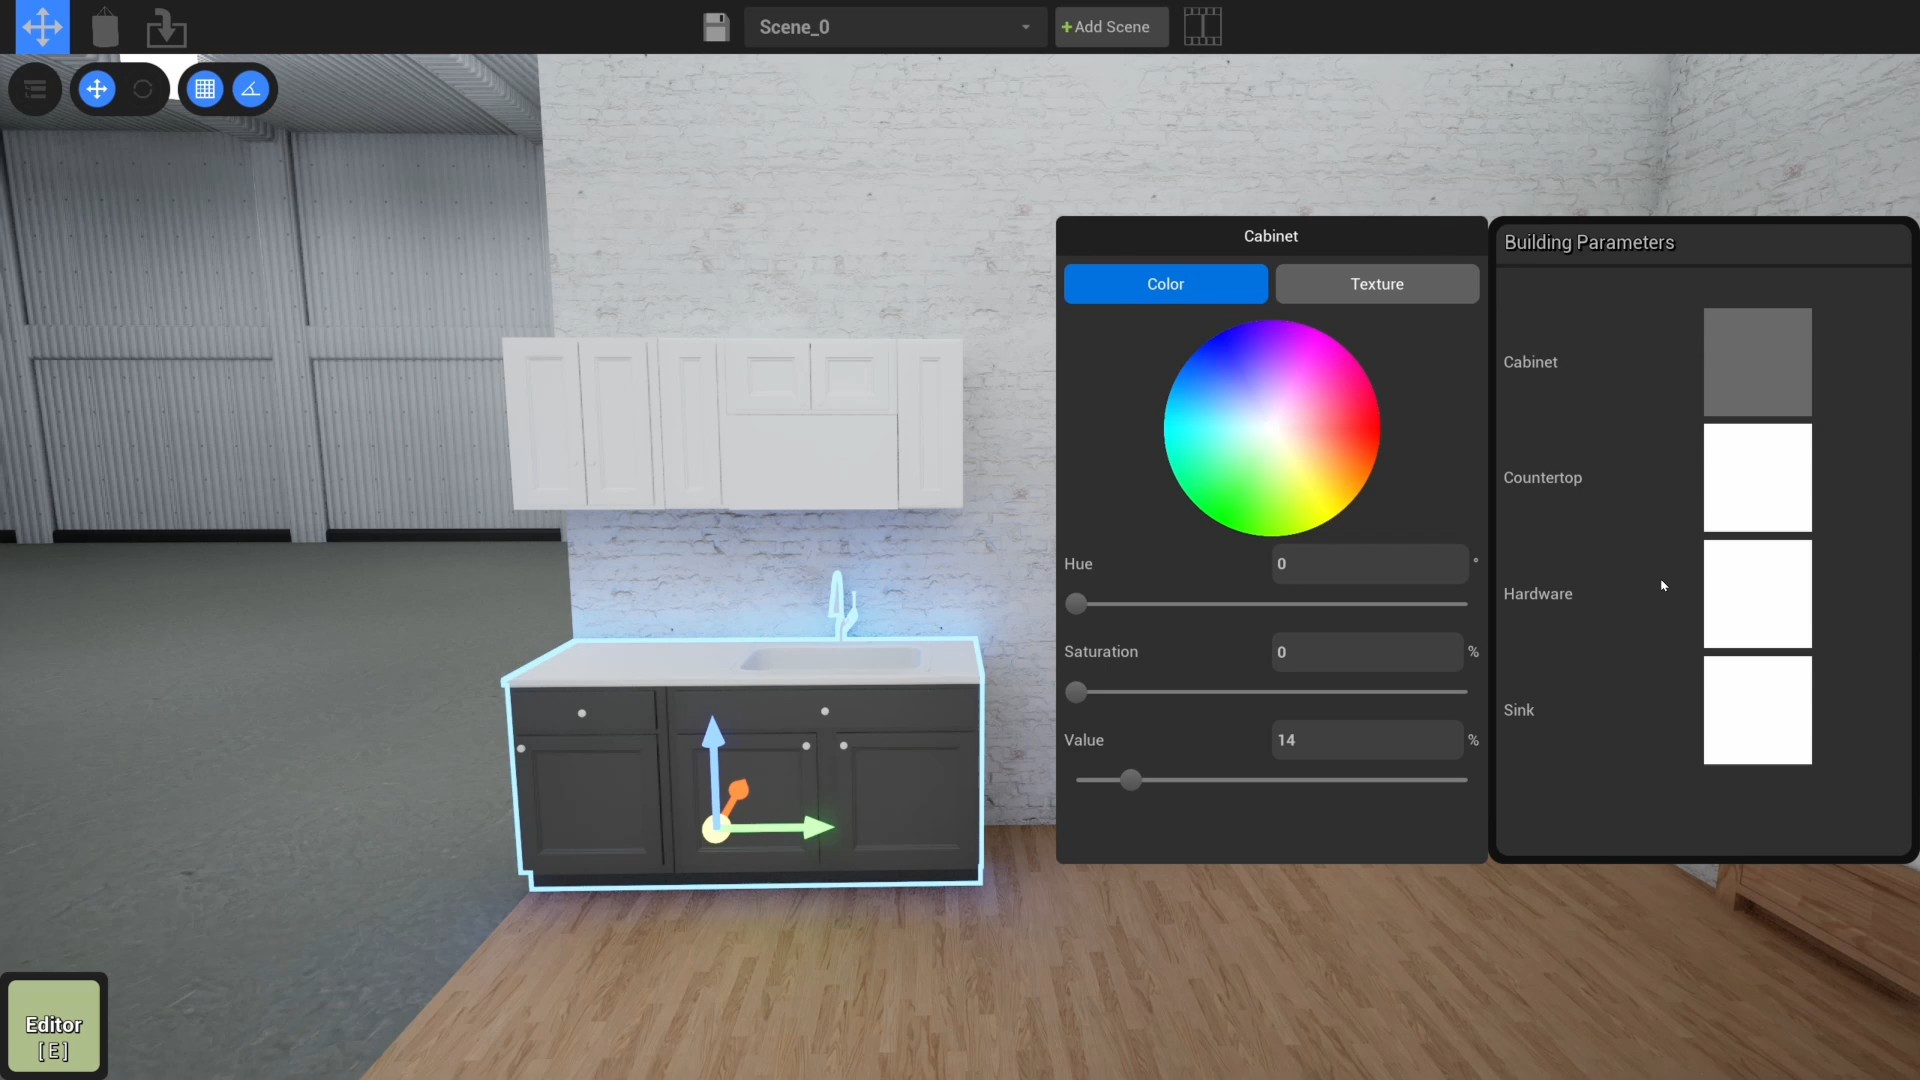 Scene_0
+Add Scene
Cabinet
Color
Texture
Hue
0
°
Saturation
0
%
Value
14
%
Building Parameters
Cabinet
Countertop
Hardware
Sink
Editor
[E]